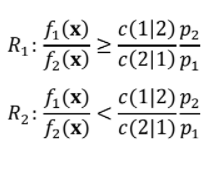 R₁: f₁(𝐱)/f₂(𝐱) ≥ c(1|2)/c(2|1) p₂/p₁
R₂: f₁(𝐱)/f₂(𝐱) < c(1|2)/c(2|1) p₂/p₁